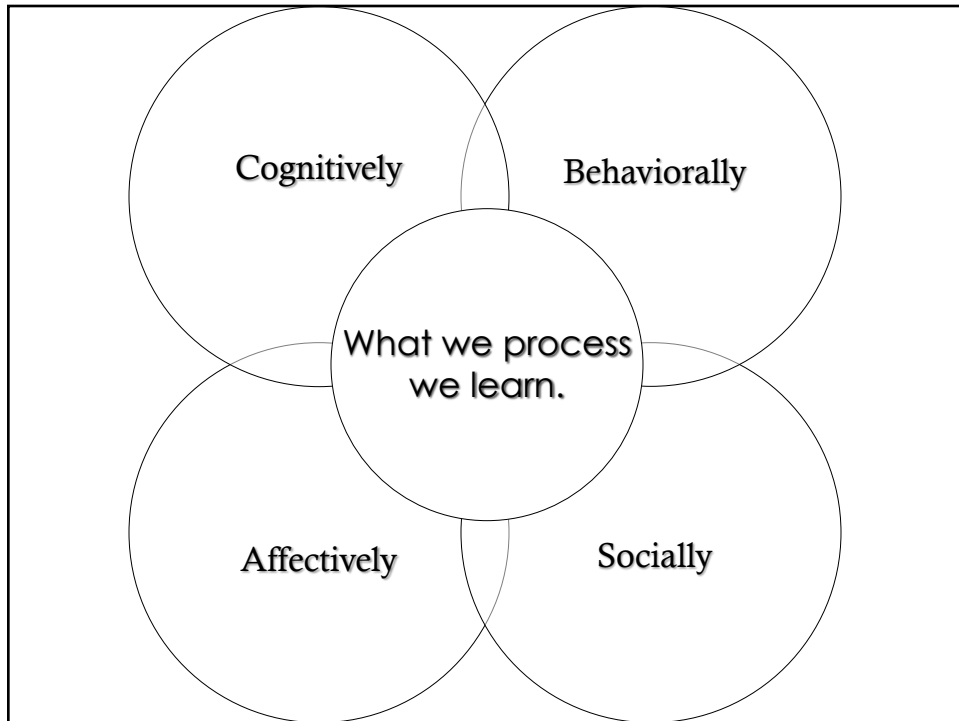 Cognitively
Behaviorally
What we process
we learn.
Affectively
Socially